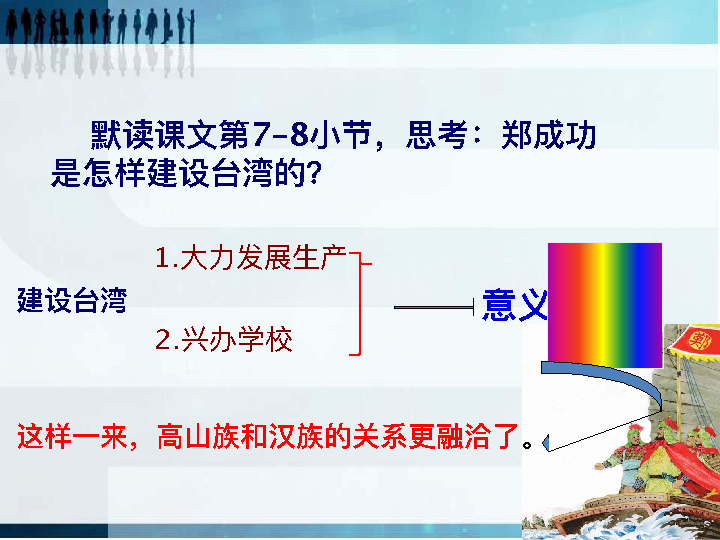 默读课文第7-8小节，思考：郑成功
是怎样建设台湾的?
1.大力发展生产
建设台湾
意义
2.兴办学校
这样一来，高山族和汉族的关系更融洽了。